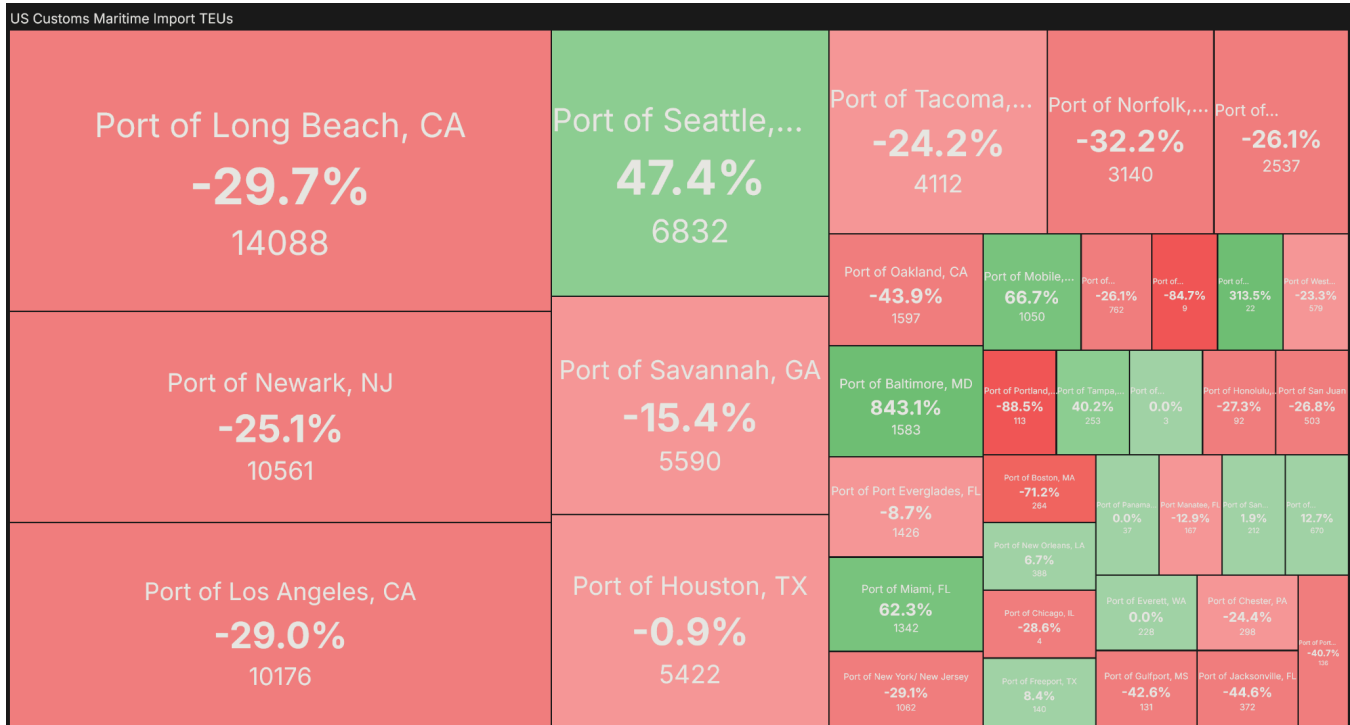 US Customs Maritime Import TEUs
Port of Long Beach, CA
-29.7%
14088
Port of Newark, NJ
-25.1%
10561
Port of Los Angeles, CA
-29.0%
10176
Port of Seattle,...
47.4%
6832
Port of Savannah, GA
-15.4%
5590
Port of Houston, TX
-0.9%
5422
Port of Tacoma,...
-24.2%
4112
Port of Norfolk,...
-32.2%
3140
Port of...
-26.1%
2537
Port of Oakland, CA
-43.9%
1597
Port of Baltimore, MD
843.1%
1583
Port of Port Everglades, FL
-8.7%
1426
Port of Miami, FL
62.3%
1342
Port of New York/ New Jersey
-29.1%
1062
Port of Mobile,...
66.7%
1050
Port of...
-26.1%
762
Port of...
-84.7%
9
Port of...
313.5%
22
Port of West...
-23.3%
579
Port of Portland,...
-88.5%
113
Port of Tampa,...
40.2%
253
Port of...
0.0%
3
Port of Honolulu,...
-27.3%
92
Port of San Juan
-26.8%
503
Port of Boston, MA
-71.2%
264
Port of New Orleans, LA
6.7%
388
Port of Chicago, IL
-28.6%
4
Port of Freeport, TX
8.4%
140
Port of Panama...
0.0%
37
Port Manatee, FL
-12.9%
167
Port of San...
1.9%
212
Port of...
12.7%
670
Port of Everett, WA
0.0%
228
Port of Chester, PA
-24.4%
298
Port of Gulfport, MS
-42.6%
131
Port of Jacksonville, FL
-44.6%
372
Port of Port...
-40.7%
136